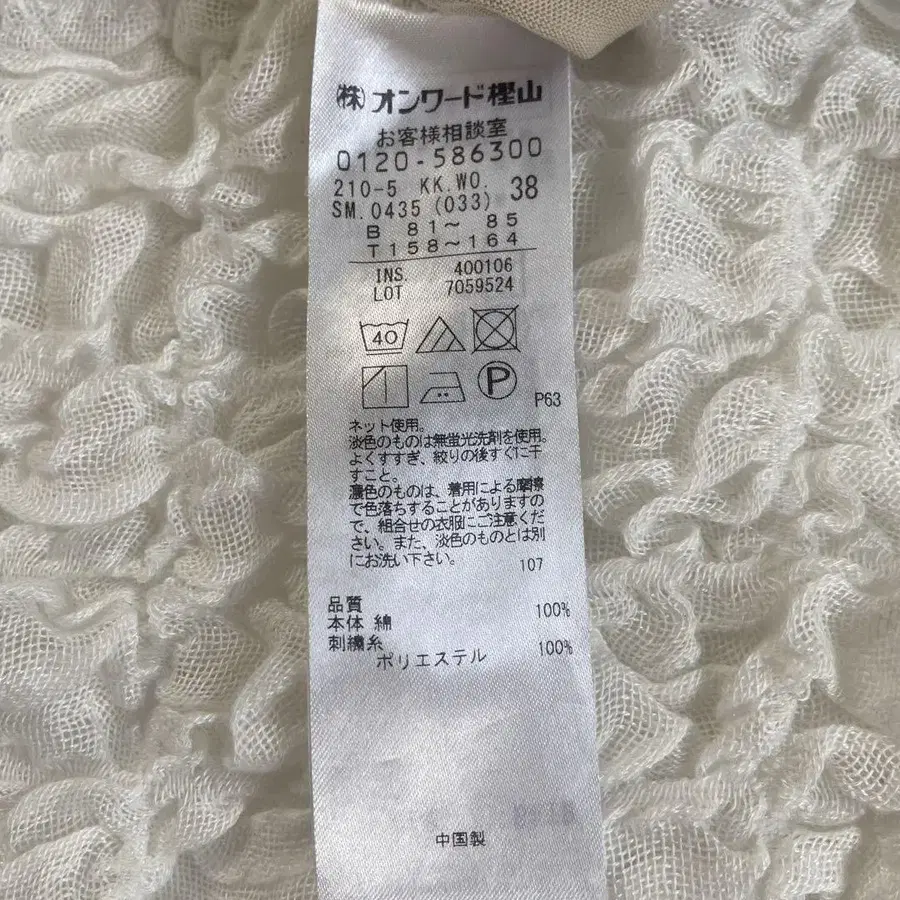 (株)オンワード樫山
お客様相談室
0120-586300
210-5 KK.WO. 38
SM.0435 (033)
B 81～ 85
T158～164
INS. 400106
LOT 7059524
40
P
P63
ネット使用。
淡色のものは無蛍光洗剤を使用。
よくすすぎ、絞りの後すぐに干
すこと。
濃色のものは、着用による摩擦
で色落ちすることがありますの
で、組合せの衣服にご注意くだ
さい。また、淡色のものとは別
にお洗い下さい。
107
品質
本体 綿 100%
刺繍糸
ポリエステル 100%
中国製